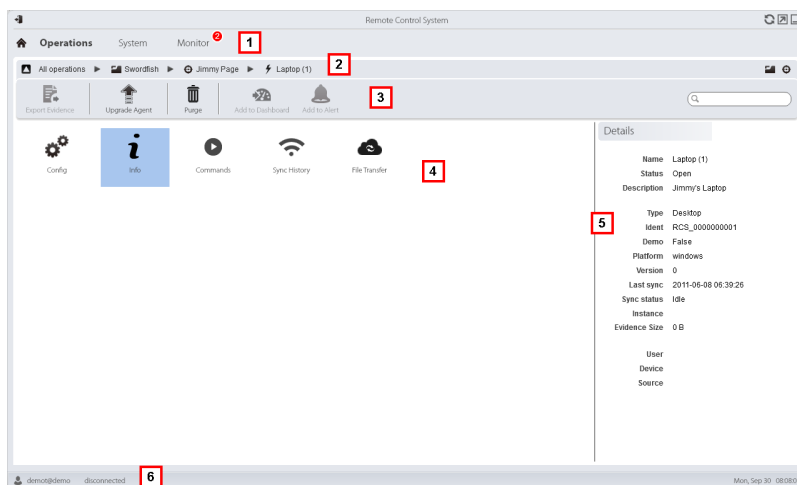 Remote Control System
Operations System Monitor 2 1
All operations Swordfish Jimmy Page Laptop (1) 2
Export Evidence Upgrade Agent Purge Add to Dashboard Add to Alert 3
Config Info Commands Sync History File Transfer 4
Details
Name Laptop (1)
Status Open
Description Jimmy's Laptop
Type Desktop
5
Ident RCS_0000000001
Demo False
Platform windows
Version 0
Last sync 2011-06-08 06:39:26
Sync status Idle
Instance
Evidence Size 0 B
User
Device
Source
demot@demo disconnected 6 Mon, Sep 30 08:08:0